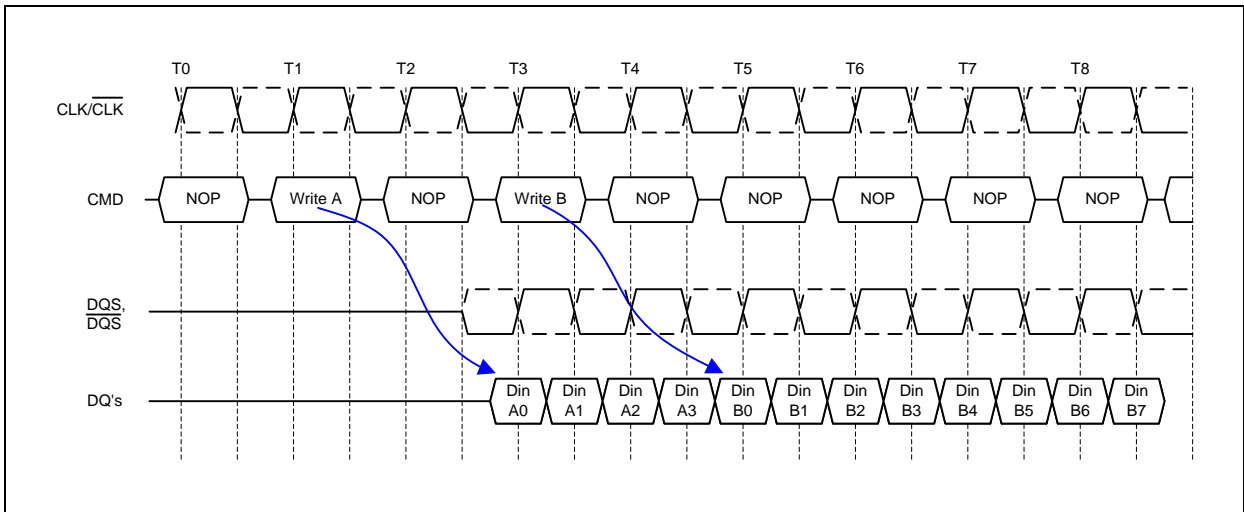 T0 T1 T2 T3 T4 T5 T6 T7 T8
CLK/CLK
CMD NOP Write A NOP Write B NOP NOP NOP NOP NOP
DQS,
DQS
DQ's Din Din Din Din Din Din Din Din Din Din Din Din
A0 A1 A2 A3 B0 B1 B2 B3 B4 B5 B6 B7